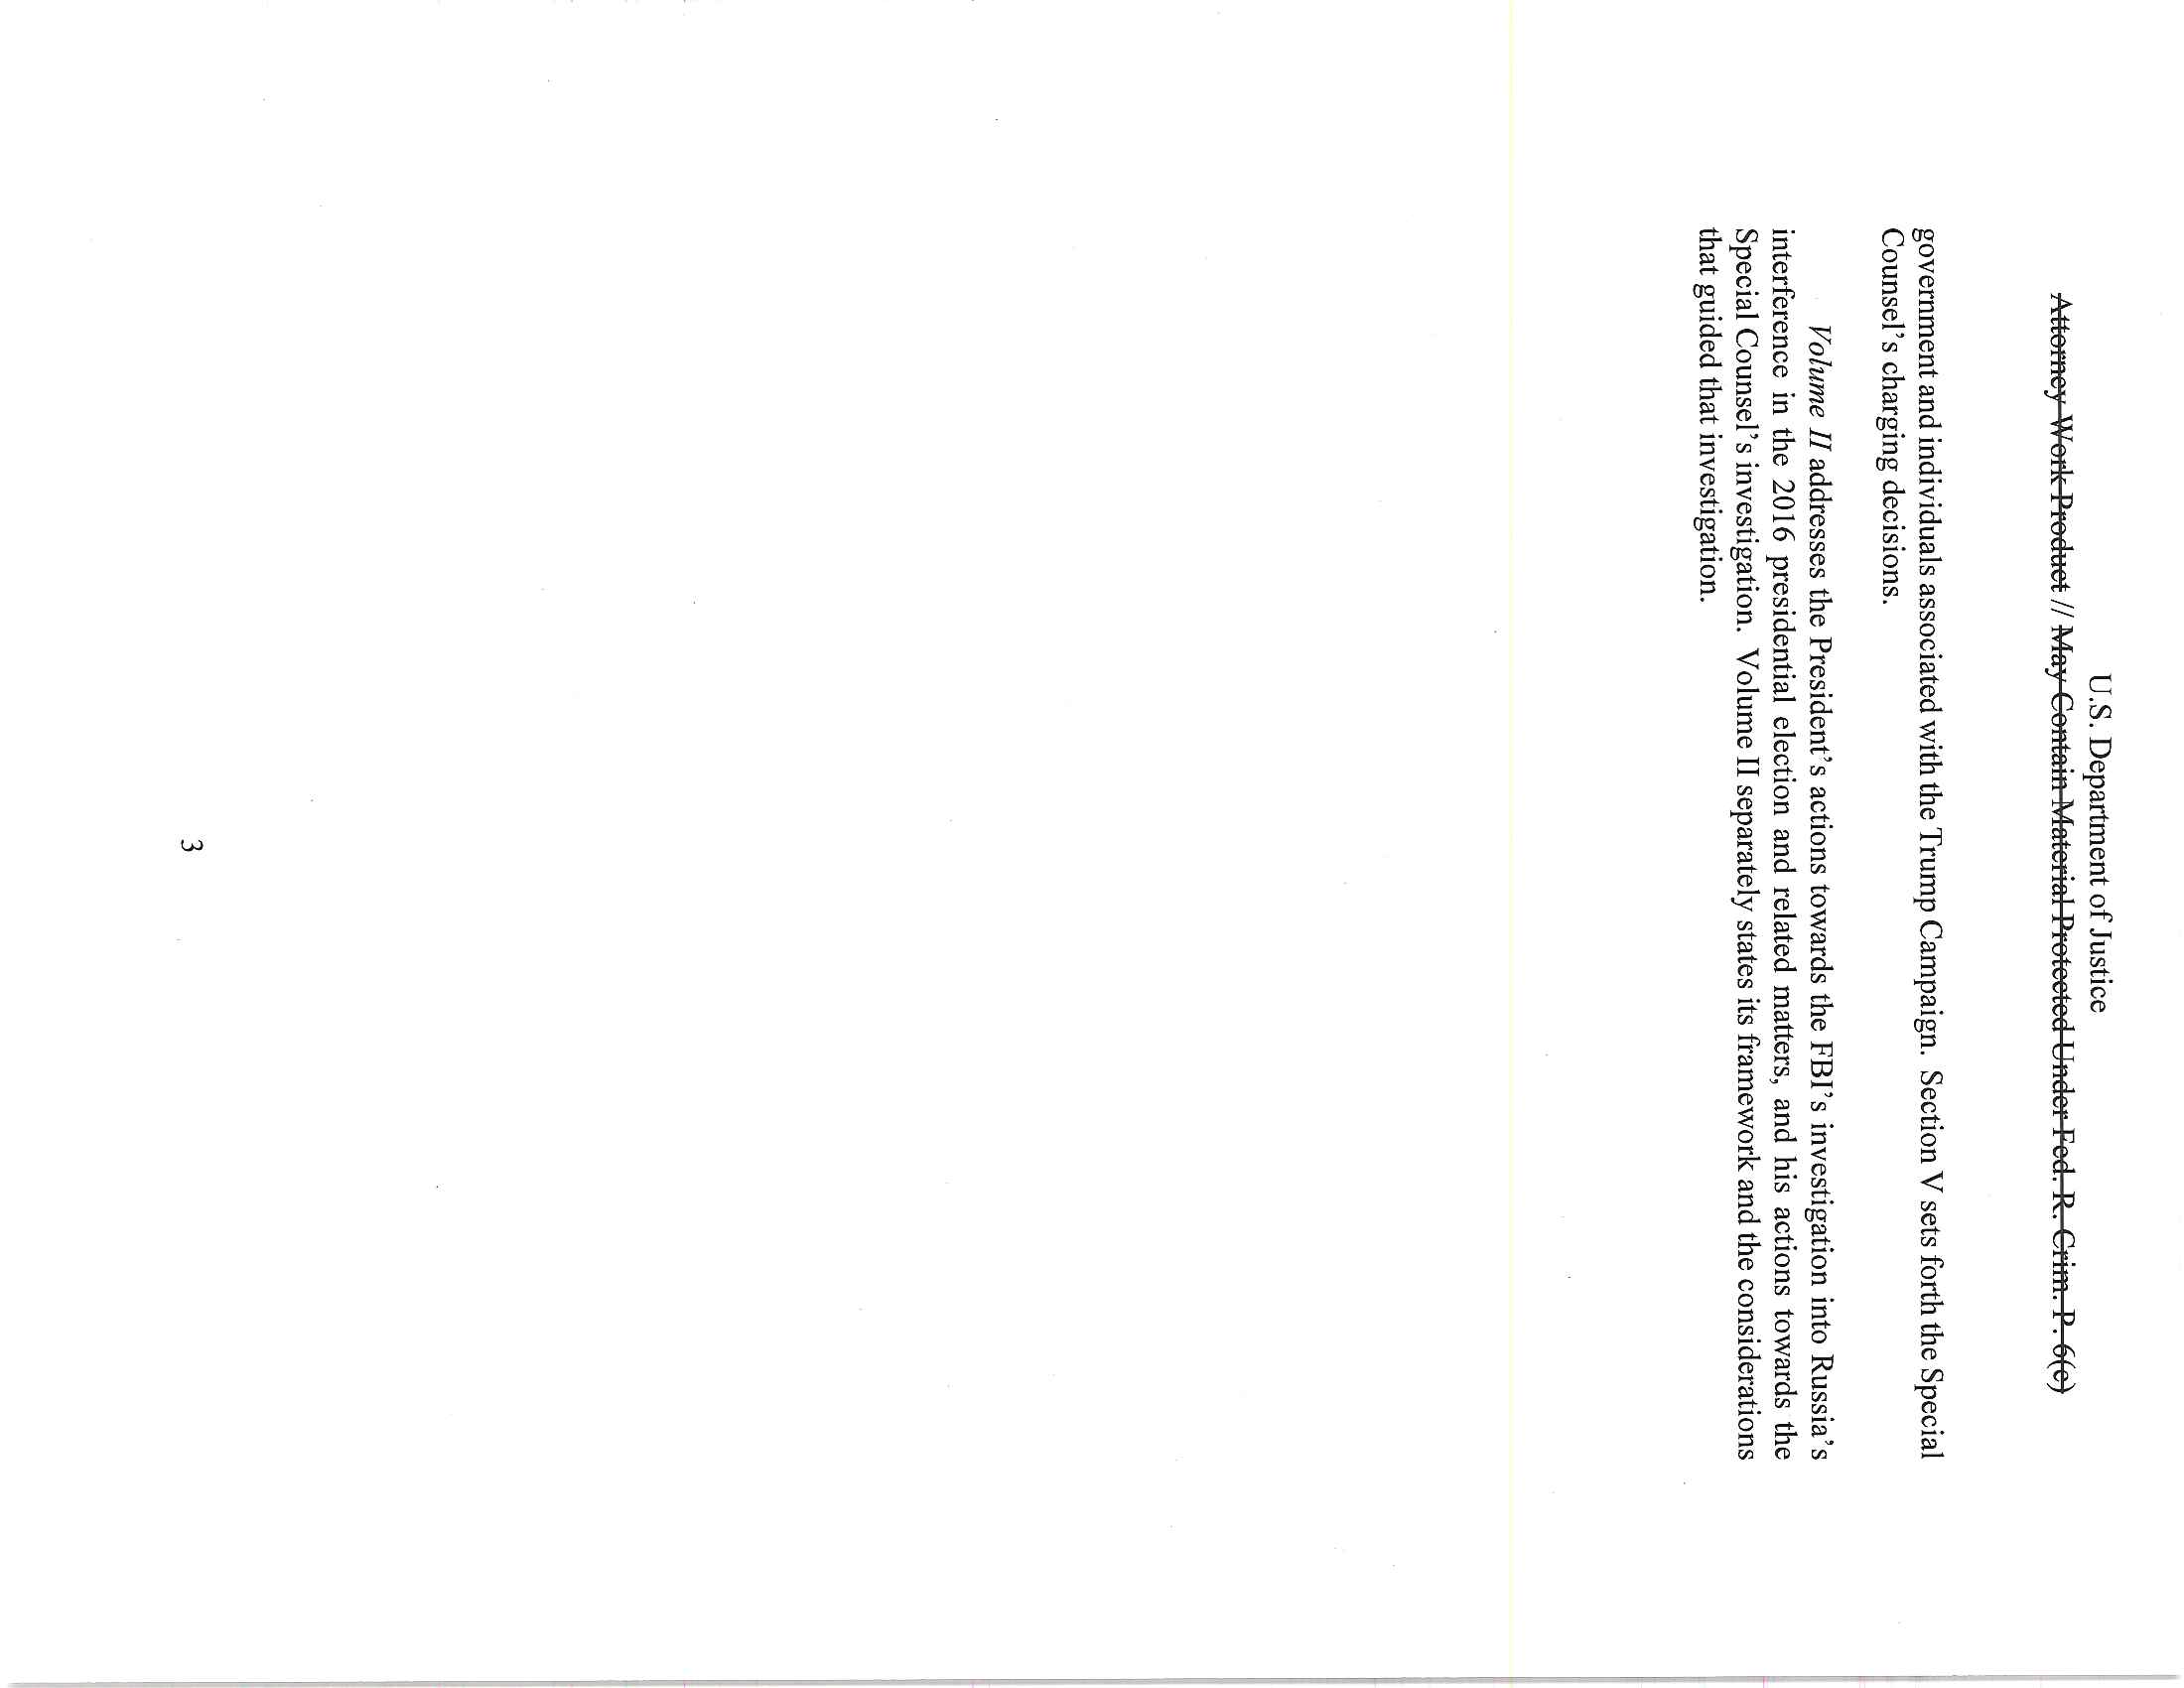 U.S. Department of Justice
Attorney Work Product // May Contain Material Protected Under Fed. R. Crim. P. 6(e)
government and individuals associated with the Trump Campaign. Section V sets forth the Special
Counsel's charging decisions.
Volume II addresses the President's actions towards the FBI's investigation into Russia's
interference in the 2016 presidential election and related matters, and his actions towards the
Special Counsel's investigation. Volume II separately states its framework and the considerations
that guided that investigation.
3